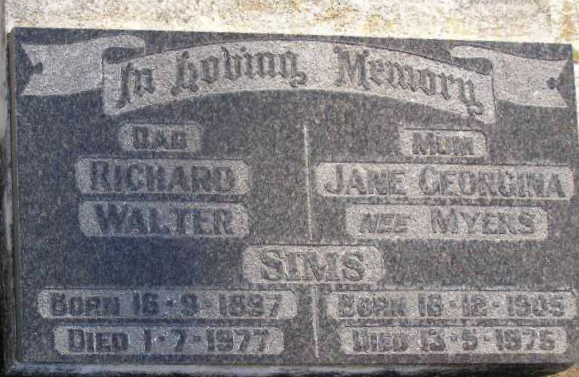 In Loving Memory
DAD
RICHARD
WALTER
MUM
JANE GEORGINA
NEE MYERS
SIMS
BORN 16-9-1897
DIED 1-7-1977
BORN 16-12-1905
DIED 13-5-1975